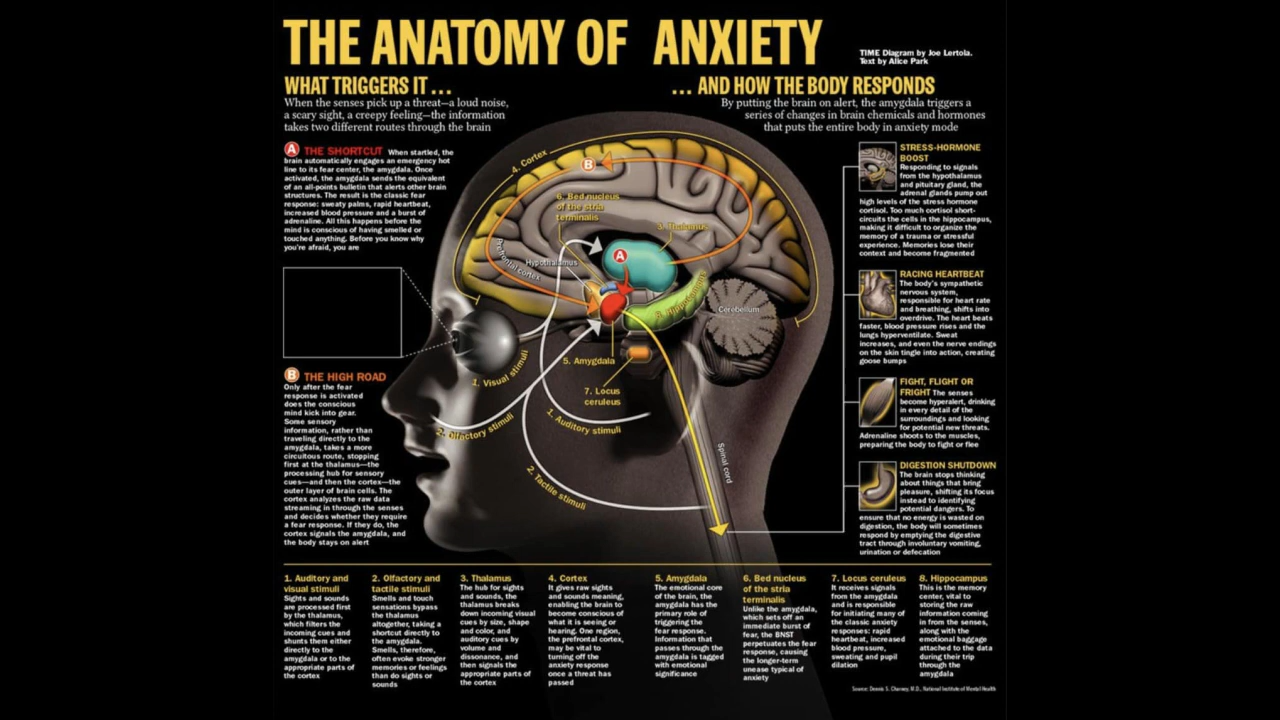 THE ANATOMY OF ANXIETY
TIME Diagram by Joe Lertola.
Text by Alice Park
WHAT TRIGGERS IT ...
When the senses pick up a threat—a loud noise,
a scary sight, a creepy feeling—the information
takes two different routes through the brain
... AND HOW THE BODY RESPONDS
By putting the brain on alert, the amygdala triggers a
series of changes in brain chemicals and hormones
that puts the entire body in anxiety mode
A THE SHORTCUT When startled, the
brain automatically engages an emergency hot
line to its fear center, the amygdala. Once
activated, the amygdala sends the equivalent
of an all-points bulletin that alerts other brain
structures. The result is the classic fear
response: sweaty palms, rapid heartbeat,
increased blood pressure and a burst of
adrenaline. All this happens before the
mind is conscious of having smelled or
touched anything. Before you know why
you're afraid, you are
B THE HIGH ROAD
Only after the fear
response is activated
does the conscious
mind kick into gear.
Some sensory
information, rather than
traveling directly to the
amygdala, takes a more
circuitous route, stopping
first at the thalamus—the
processing hub for sensory
cues—and then the cortex—the
outer layer of brain cells. The
cortex analyzes the raw data
streaming in through the senses
and decides whether they require
a fear response. If they do, the
cortex signals the amygdala, and
the body stays on alert
4. Cortex
B
6. Bed nucleus
of the stria
terminalis
3. Thalamus
A
Prefrontal cortex
Hypothalamus
8. Hippocampus
Cerebellum
5. Amygdala
1. Visual stimuli
7. Locus
ceruleus
1. Auditory stimuli
2. Olfactory stimuli
2. Tactile stimuli
Spinal cord
STRESS-HORMONE
BOOST
Responding to signals
from the hypothalamus
and pituitary gland, the
adrenal glands pump out
high levels of the stress hormone
cortisol. Too much cortisol short-
circuits the cells in the hippocampus,
making it difficult to organize the
memory of a trauma or stressful
experience. Memories lose their
context and become fragmented
RACING HEARTBEAT
The body's sympathetic
nervous system,
responsible for heart rate
and breathing, shifts into
overdrive. The heart beats
faster, blood pressure rises and the
lungs hyperventilate. Sweat
increases, and even the nerve endings
on the skin tingle into action, creating
goose bumps
FIGHT, FLIGHT OR
FRIGHT The senses
become hyperalert, drinking
in every detail of the
surroundings and looking
for potential new threats.
Adrenaline shoots to the muscles,
preparing the body to fight or flee
DIGESTION SHUTDOWN
The brain stops thinking
about things that bring
pleasure, shifting its focus
instead to identifying
potential dangers. To
ensure that no energy is wasted on
digestion, the body will sometimes
respond by emptying the digestive
tract through involuntary vomiting,
urination or defecation
1. Auditory and
visual stimuli
Sights and sounds
are processed first
by the thalamus,
which filters the
incoming cues and
shunts them either
directly to the
amygdala or to the
appropriate parts of
the cortex
2. Olfactory and
tactile stimuli
Smells and touch
sensations bypass
the thalamus
altogether, taking a
shortcut directly to
the amygdala.
Smells, therefore,
often evoke stronger
memories or feelings
than do sights or
sounds
3. Thalamus
The hub for sights
and sounds, the
thalamus breaks
down incoming visual
cues by size, shape
and color, and
auditory cues by
volume and
dissonance, and
then signals the
appropriate parts of
the cortex
4. Cortex
It gives raw sights
and sounds meaning,
enabling the brain to
become conscious of
what it is seeing or
hearing. One region,
the prefrontal cortex,
may be vital to
turning off the
anxiety response
once a threat has
passed
5. Amygdala
The emotional core
of the brain, the
amygdala has the
primary role of
triggering the
fear response.
Information that
passes through the
amygdala is tagged
with emotional
significance
6. Bed nucleus
of the stria
terminalis
Unlike the amygdala,
which sets off an
immediate burst of
fear, the BNST
perpetuates the fear
response, causing
the longer-term
unease typical of
anxiety
7. Locus ceruleus
It receives signals
from the amygdala
and is responsible
for initiating many of
the classic anxiety
responses: rapid
heartbeat, increased
blood pressure,
sweating and pupil
dilation
8. Hippocampus
This is the memory
center, vital to
storing the raw
information coming
in from the senses,
along with the
emotional baggage
attached to the data
during their trip
through the
amygdala
Source: Dennis S. Charney, M.D., National Institute of Mental Health